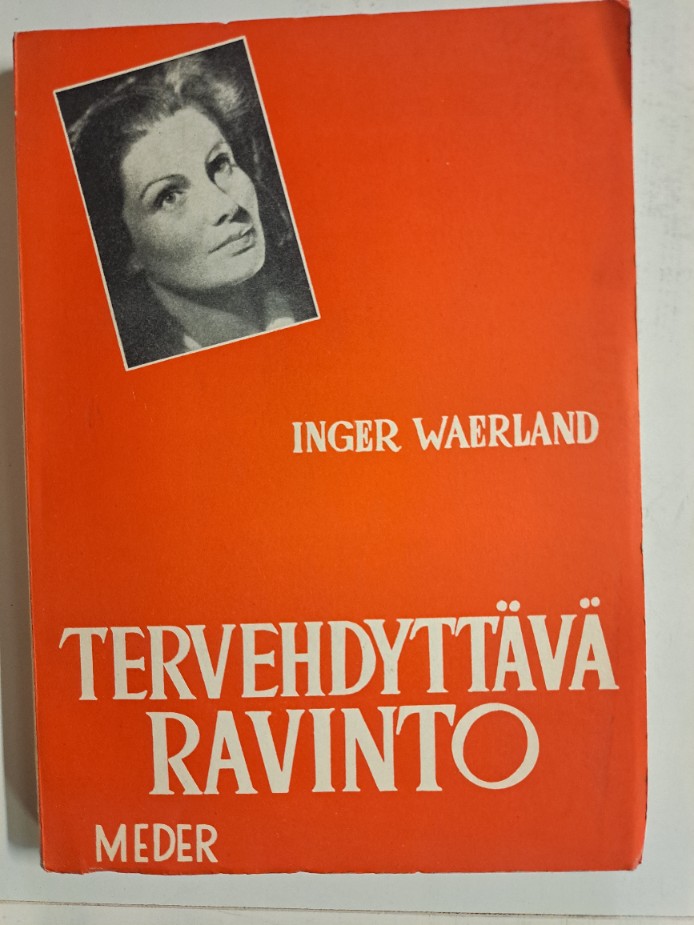 INGER WAERLAND
TERVEHDYTTÄVÄ
RAVINTO
MEDER